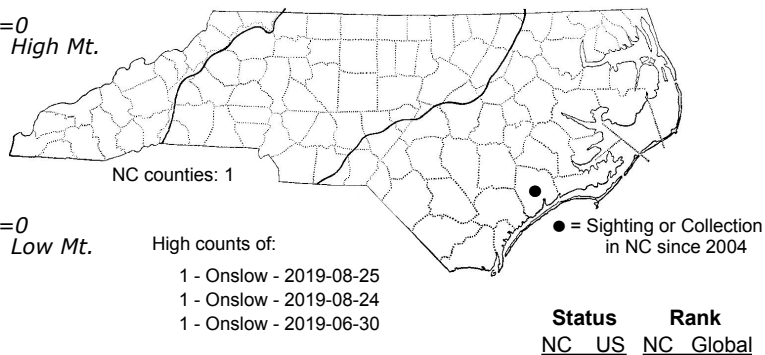 =0
High Mt.
NC counties: 1
=0
Low Mt.
High counts of:
1 - Onslow - 2019-08-25
1 - Onslow - 2019-08-24
1 - Onslow - 2019-06-30
● = Sighting or Collection
in NC since 2004
Status Rank
NC US NC Global